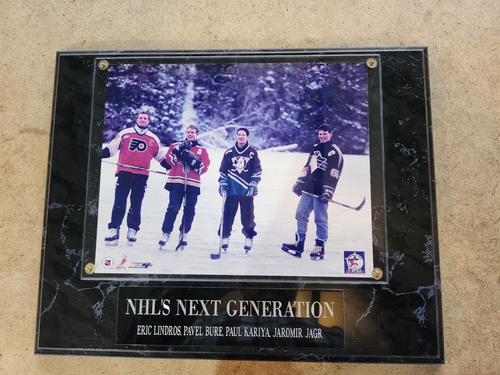 NHL'S NEXT GENERATION
ERIC LINDROS, PAVEL BURE, PAUL KARIYA, JAROMIR JAGR